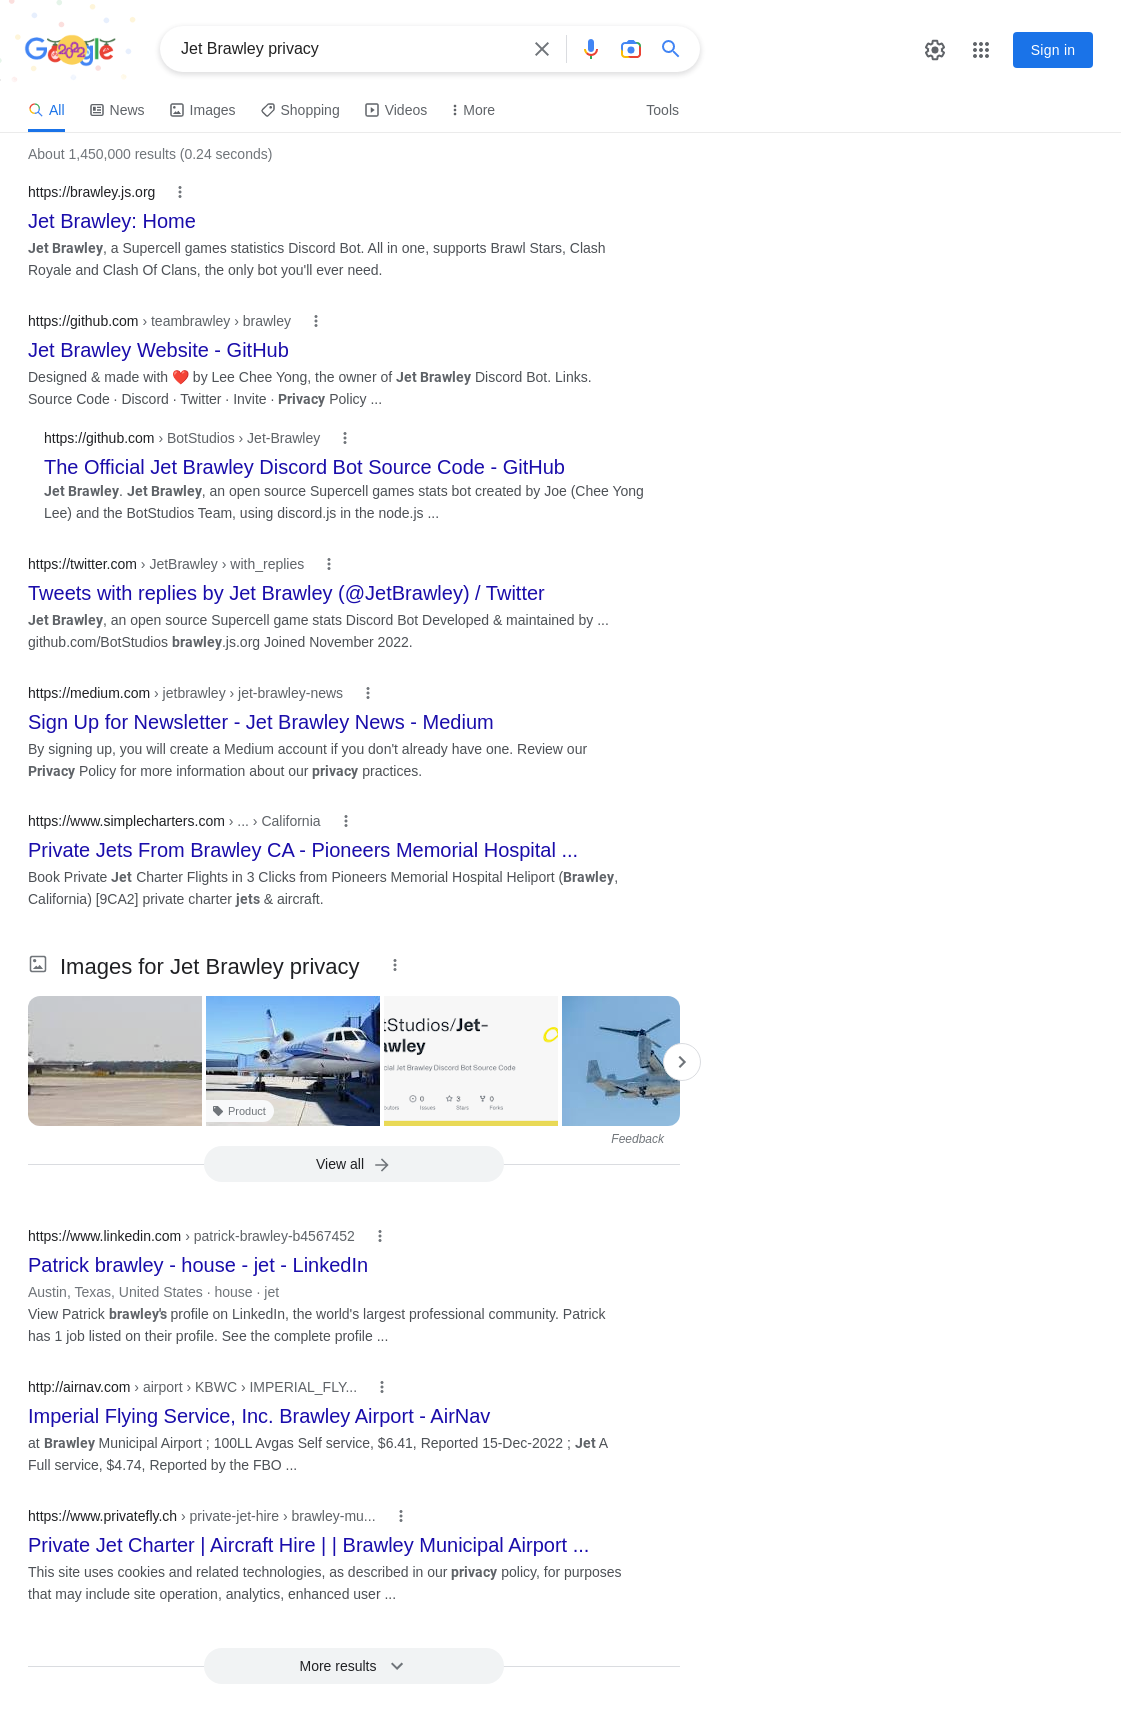 Google
Jet Brawley privacy
Sign in
All
News
Images
Shopping
Videos
More
Tools
About 1,450,000 results (0.24 seconds)
https://brawley.js.org
Jet Brawley: Home
Jet Brawley, a Supercell games statistics Discord Bot. All in one, supports Brawl Stars, Clash
Royale and Clash Of Clans, the only bot you'll ever need.
https://github.com › teambrawley › brawley
Jet Brawley Website - GitHub
Designed & made with ❤️ by Lee Chee Yong, the owner of Jet Brawley Discord Bot. Links.
Source Code · Discord · Twitter · Invite · Privacy Policy ...
https://github.com › BotStudios › Jet-Brawley
The Official Jet Brawley Discord Bot Source Code - GitHub
Jet Brawley. Jet Brawley, an open source Supercell games stats bot created by Joe (Chee Yong
Lee) and the BotStudios Team, using discord.js in the node.js ...
https://twitter.com › JetBrawley › with_replies
Tweets with replies by Jet Brawley (@JetBrawley) / Twitter
Jet Brawley, an open source Supercell game stats Discord Bot Developed & maintained by ...
github.com/BotStudios brawley.js.org Joined November 2022.
https://medium.com › jetbrawley › jet-brawley-news
Sign Up for Newsletter - Jet Brawley News - Medium
By signing up, you will create a Medium account if you don't already have one. Review our
Privacy Policy for more information about our privacy practices.
https://www.simplecharters.com › ... › California
Private Jets From Brawley CA - Pioneers Memorial Hospital ...
Book Private Jet Charter Flights in 3 Clicks from Pioneers Memorial Hospital Heliport (Brawley,
California) [9CA2] private charter jets & aircraft.
Images for Jet Brawley privacy
Product
tStudios/Jet-
awley
cial Jet Brawley Discord Bot Source Code
0 3 0
Issues Stars Forks
Feedback
View all
https://www.linkedin.com › patrick-brawley-b4567452
Patrick brawley - house - jet - LinkedIn
Austin, Texas, United States · house · jet
View Patrick brawley's profile on LinkedIn, the world's largest professional community. Patrick
has 1 job listed on their profile. See the complete profile ...
http://airnav.com › airport › KBWC › IMPERIAL_FLY...
Imperial Flying Service, Inc. Brawley Airport - AirNav
at Brawley Municipal Airport ; 100LL Avgas Self service, $6.41, Reported 15-Dec-2022 ; Jet A
Full service, $4.74, Reported by the FBO ...
https://www.privatefly.ch › private-jet-hire › brawley-mu...
Private Jet Charter | Aircraft Hire | | Brawley Municipal Airport ...
This site uses cookies and related technologies, as described in our privacy policy, for purposes
that may include site operation, analytics, enhanced user ...
More results